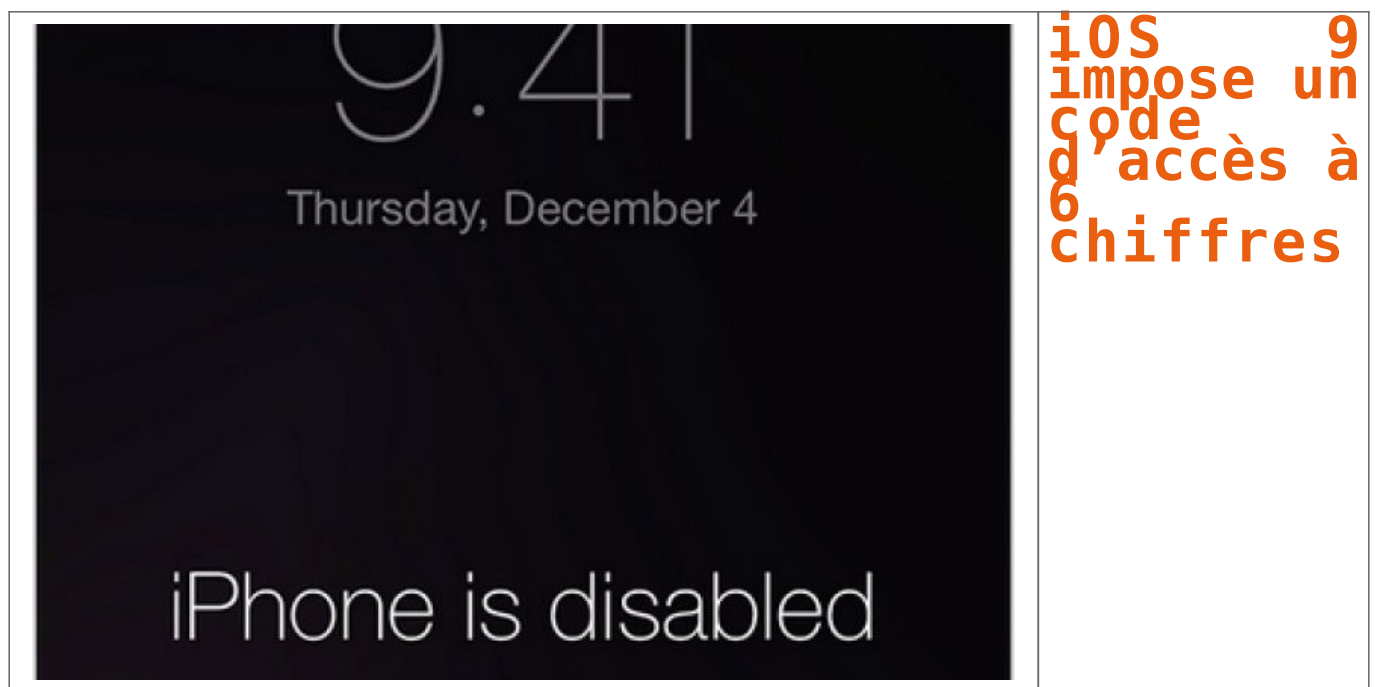 9:41
Thursday, December 4
iPhone is disabled
iOS 9
impose un
code
d’accès à
6
chiffres